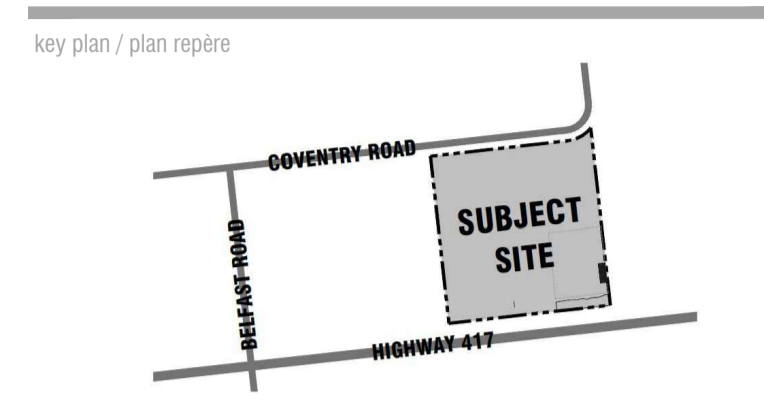 key plan / plan repère
COVENTRY ROAD
SUBJECT
SITE
BELFAST ROAD
HIGHWAY 417